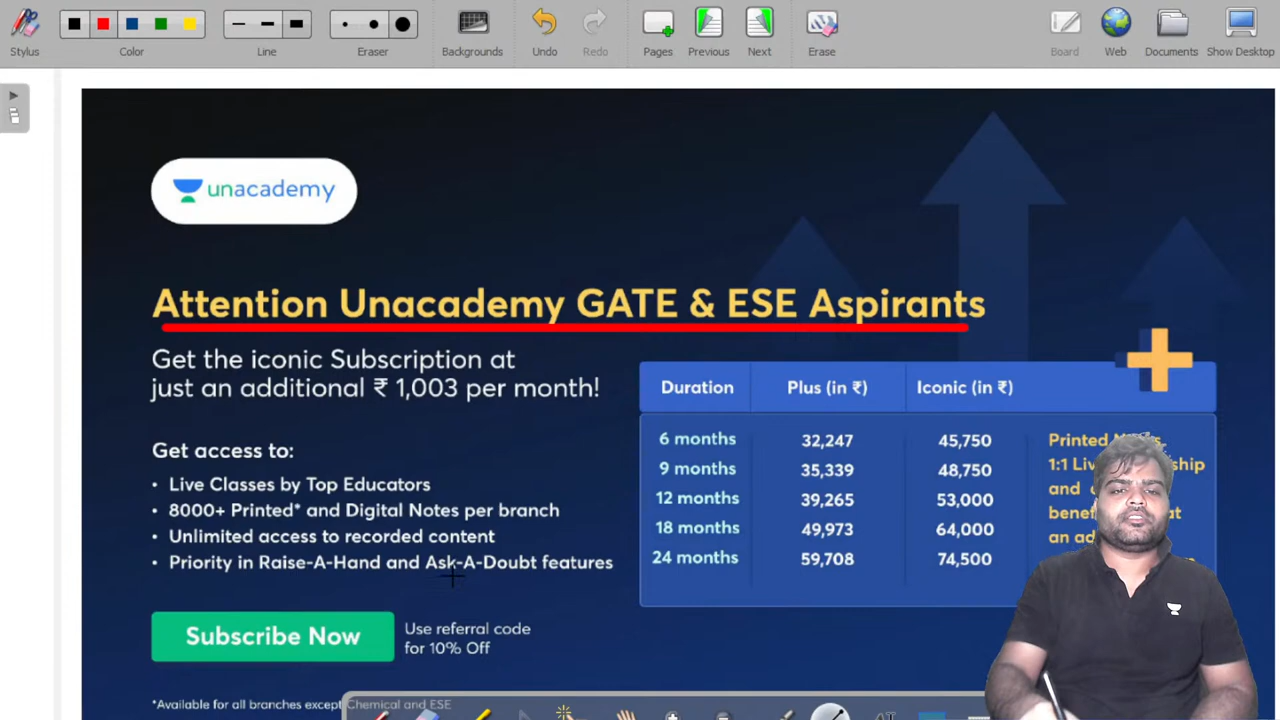 Stylus
Color
Line
Eraser
Backgrounds
Undo
Redo
Pages
Previous
Next
Erase
Board
Web
Documents
Show Desktop
unacademy
Attention Unacademy GATE & ESE Aspirants
Get the iconic Subscription at
just an additional ₹ 1,003 per month!
Get access to:
• Live Classes by Top Educators
• 8000+ Printed* and Digital Notes per branch
• Unlimited access to recorded content
• Priority in Raise-A-Hand and Ask-A-Doubt features
Subscribe Now
Use referral code
for 10% Off
*Available for all branches except Chemical and ESE
Duration Plus (in ₹) Iconic (in ₹)
6 months 32,247 45,750
9 months 35,339 48,750
12 months 39,265 53,000
18 months 49,973 64,000
24 months 59,708 74,500
Printed
1:1
and
an